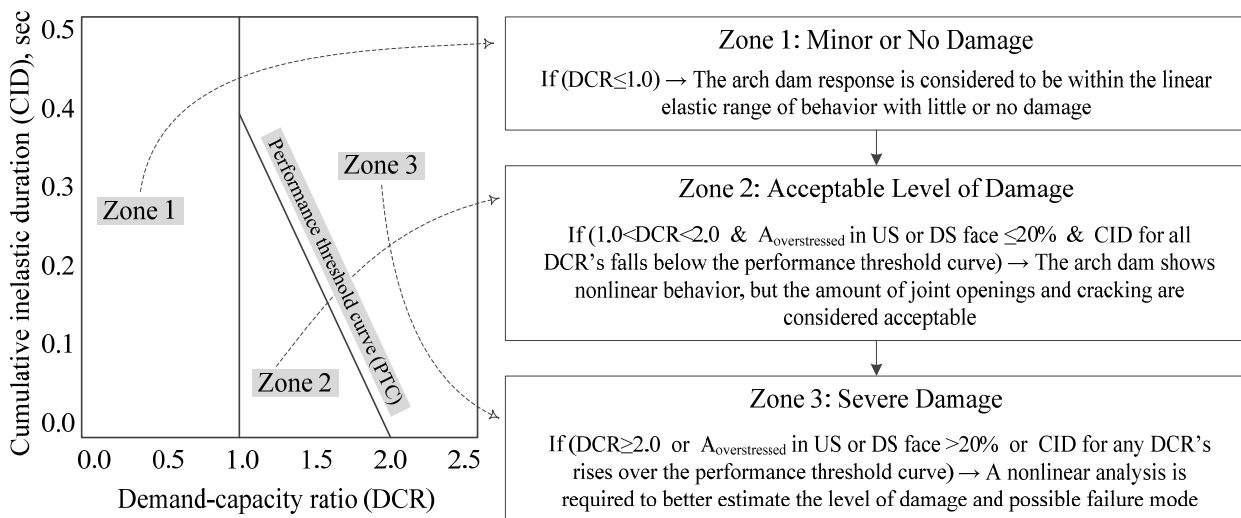 Cumulative inelastic duration (CID), sec
0.5
0.4
0.3
0.2
0.1
0.0
0.0
1.0
1.5
2.0
2.5
Demand-capacity ratio (DCR)
Zone 1
Zone 2
Zone 3
Performance threshold curve (PTC)
Zone 1: Minor or No Damage
If (DCR≤1.0) → The arch dam response is considered to be within the linear
elastic range of behavior with little or no damage
Zone 2: Acceptable Level of Damage
If (1.0<DCR<2.0 & Aoverstressed in US or DS face ≤20% & CID for all
DCR's falls below the performance threshold curve) → The arch dam shows
nonlinear behavior, but the amount of joint openings and cracking are
considered acceptable
Zone 3: Severe Damage
If (DCR≥2.0 or Aoverstressed in US or DS face >20% or CID for any DCR's
rises over the performance threshold curve) → A nonlinear analysis is
required to better estimate the level of damage and possible failure mode